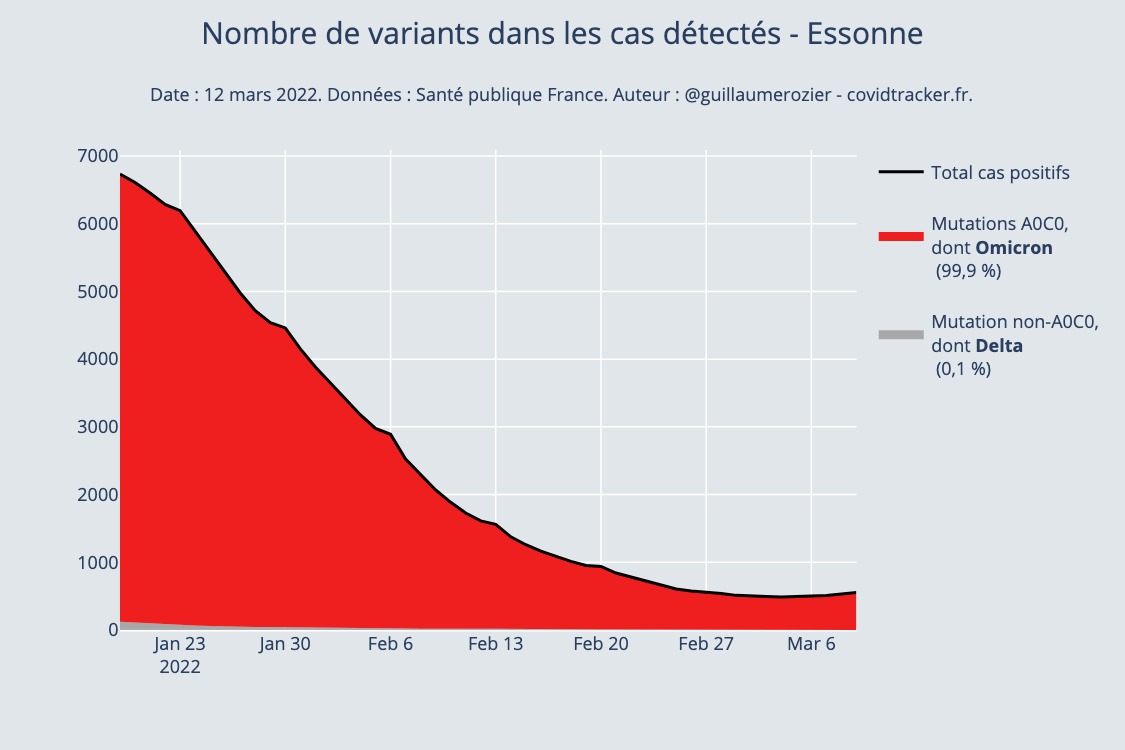 Nombre de variants dans les cas détectés - Essonne
Date : 12 mars 2022. Données : Santé publique France. Auteur : @guillaumerozier - covidtracker.fr.
7000
6000
5000
4000
3000
2000
1000
0
Jan 23
2022
Jan 30
Feb 6
Feb 13
Feb 20
Feb 27
Mar 6
Total cas positifs
Mutations A0C0,
dont Omicron
(99,9 %)
Mutation non-A0C0,
dont Delta
(0,1 %)